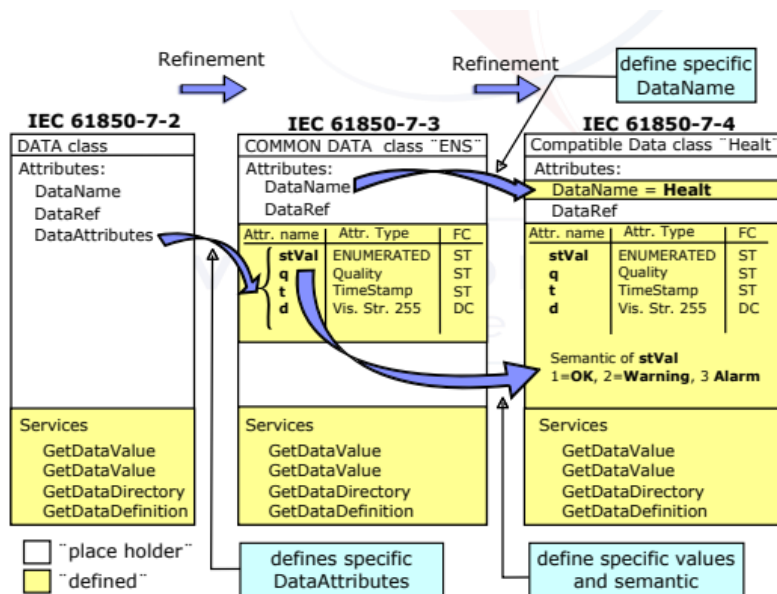 Refinement
Refinement
define specific
DataName
IEC 61850-7-2
DATA class
Attributes:
DataName
DataRef
DataAttributes
Services
GetDataValue
GetDataValue
GetDataDirectory
GetDataDefinition
IEC 61850-7-3
COMMON DATA class ¨ENS¨
Attributes:
DataName
DataRef
Attr. name Attr. Type FC
stVal ENUMERATED ST
q Quality ST
t TimeStamp ST
d Vis. Str. 255 DC
Services
GetDataValue
GetDataValue
GetDataDirectory
GetDataDefinition
IEC 61850-7-4
Compatible Data class ¨Healt¨
Attributes:
DataName = Healt
DataRef
Attr. name Attr. Type FC
stVal ENUMERATED ST
q Quality ST
t TimeStamp ST
d Vis. Str. 255 DC
Semantic of stVal
1=OK, 2=Warning, 3 Alarm
Services
GetDataValue
GetDataValue
GetDataDirectory
GetDataDefinition
¨place holder¨
¨defined¨
defines specific
DataAttributes
define specific values
and semantic